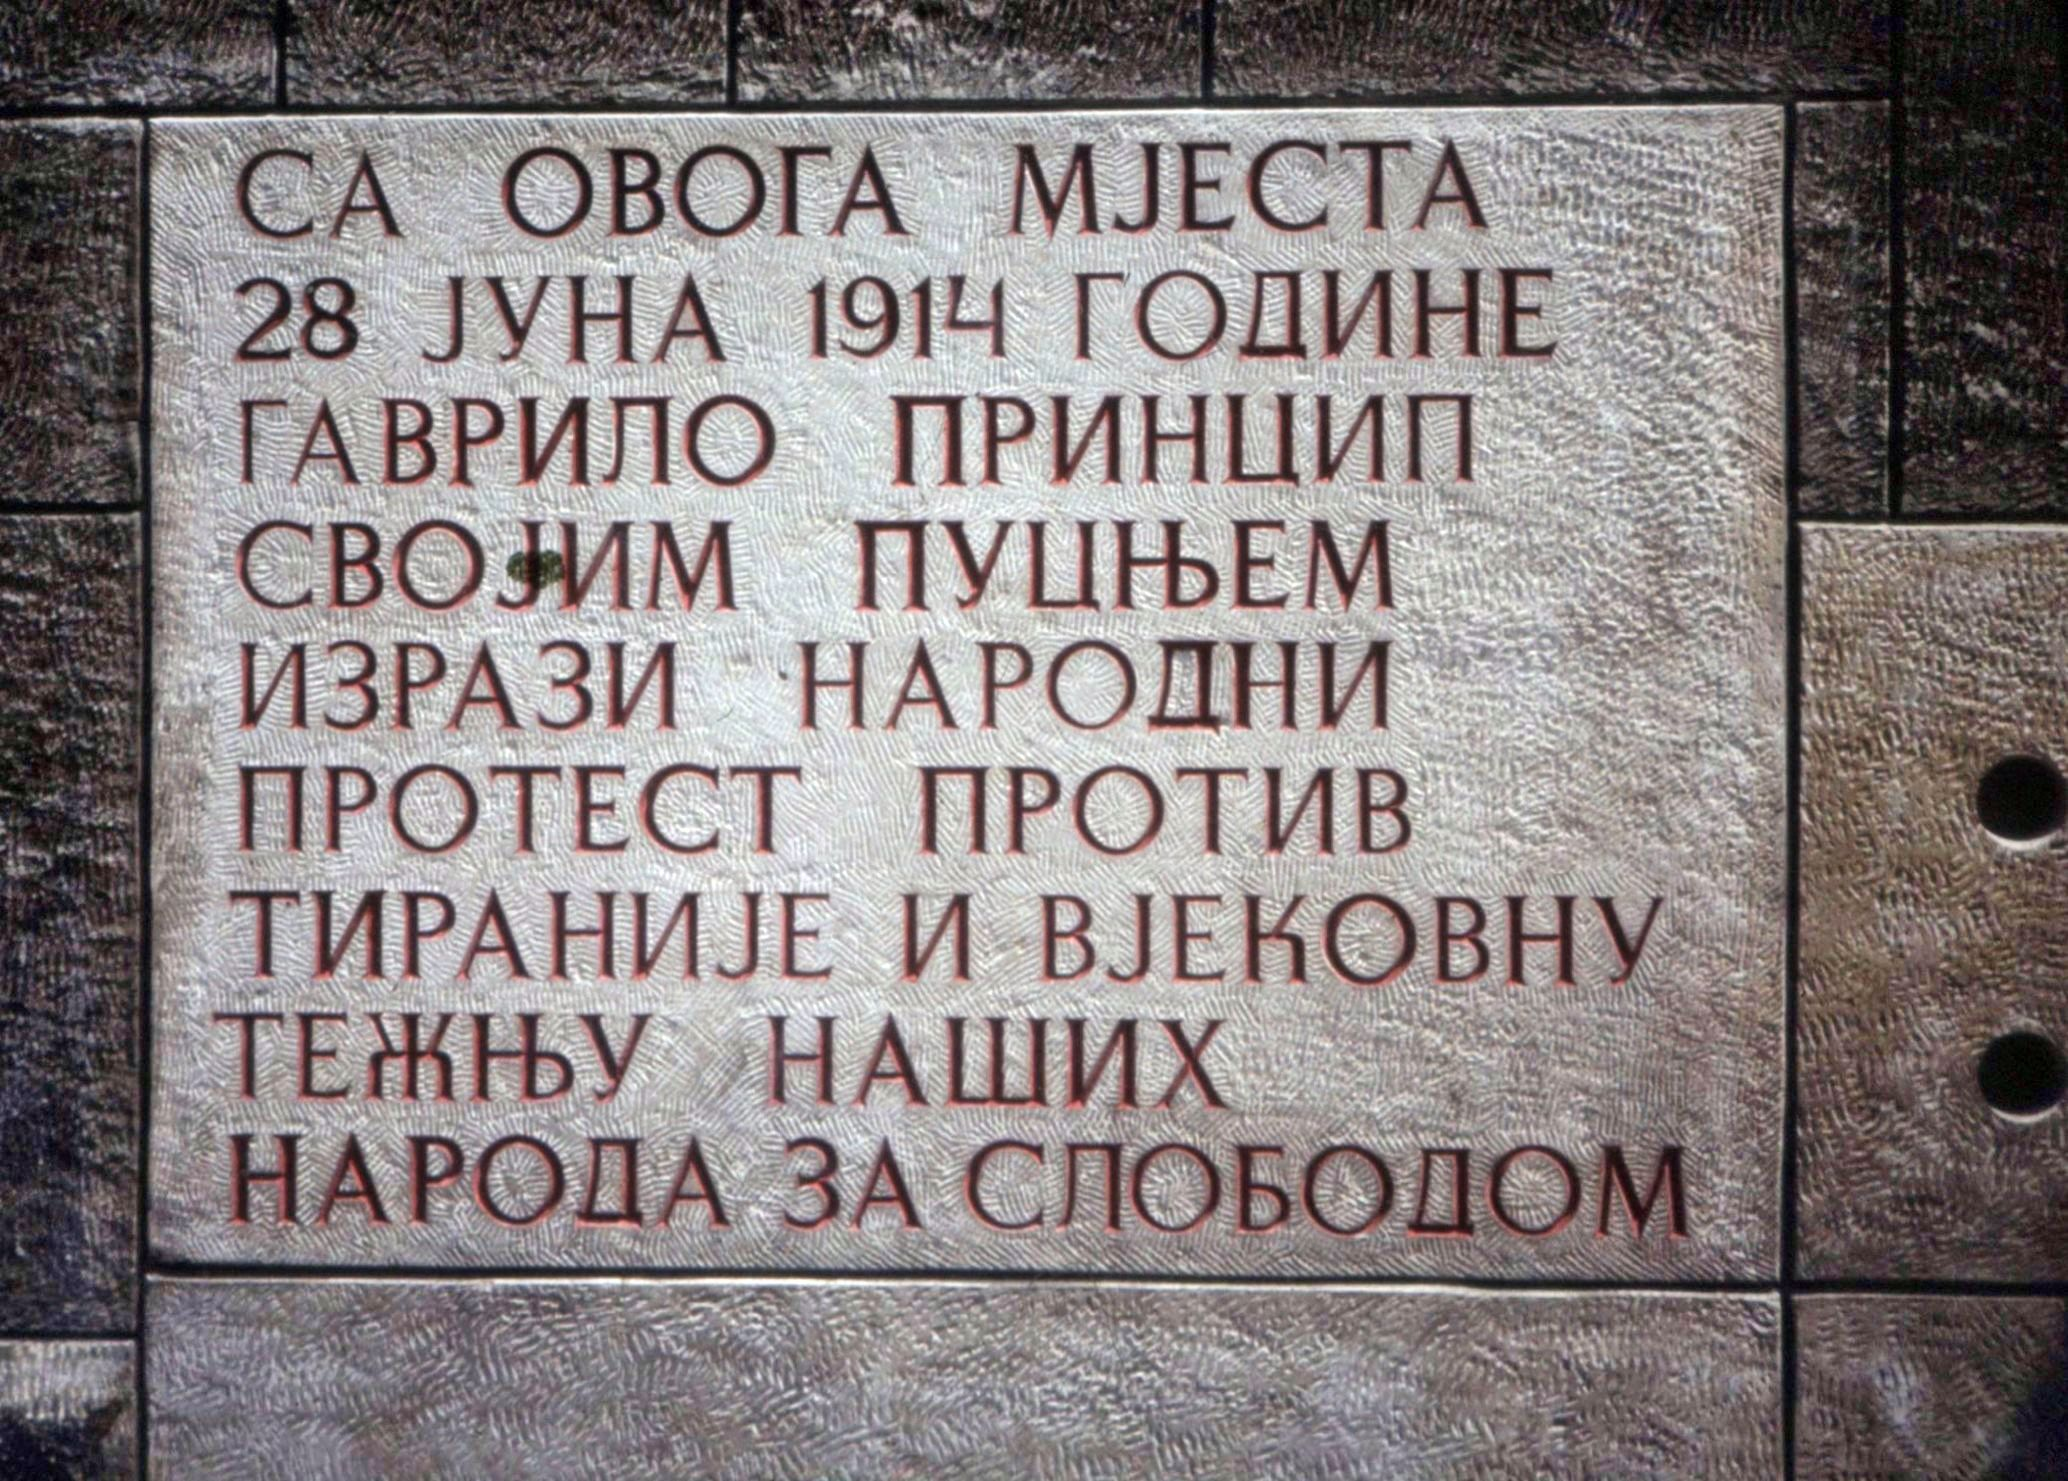 СА ОВОГА МЈЕСТА
28 ЈУНА 1914 ГОДИНЕ
ГАВРИЛО ПРИНЦИП
СВОЈИМ ПУЦЊЕМ
ИЗРАЗИ НАРОДНИ
ПРОТЕСТ ПРОТИВ
ТИРАНИЈЕ И ВЈЕКОВНУ
ТЕЖЊУ НАШИХ
НАРОДА ЗА СЛОБОДОМ